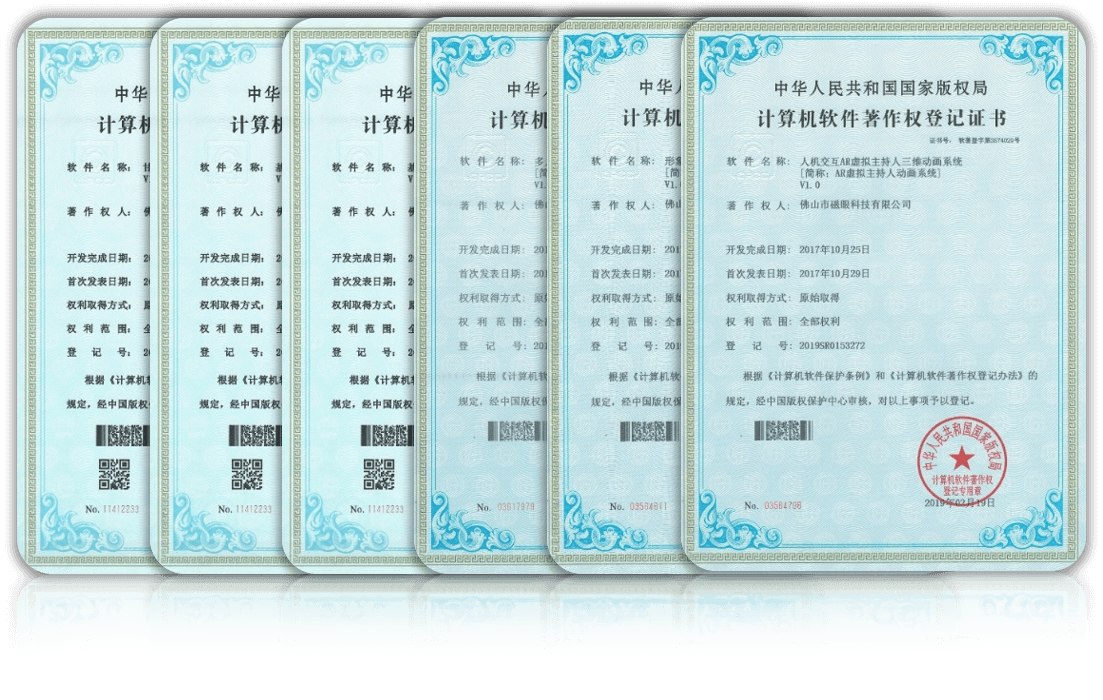 中华
计算机
软 件 名 称：
V
著 作 权 人：
开发完成日期： 20
首次发表日期： 20
权利取得方式：
权 利 范 围： 全
登 记 号： 20
根据《计算机
规定，经中国版权
No. 11412233
中华
计算机
软 件 名 称：
V
著 作 权 人：
开发完成日期： 20
首次发表日期： 20
权利取得方式：
权 利 范 围： 全
登 记 号： 20
根据《计算机
规定，经中国版权
No. 11412233
中华
计算机
软 件 名 称：
V
著 作 权 人：
开发完成日期： 20
首次发表日期： 20
权利取得方式：
权 利 范 围： 全
登 记 号： 20
根据《计算机
规定，经中国版权
No. 11412233
中华
计算机
软 件 名 称： 多
[简
V1
著 作 权 人： 佛山
开发完成日期： 201
首次发表日期： 201
权利取得方式： 原始
权 利 范 围： 全部
登 记 号： 201
根据《计算机软
规定，经中国版权保
No.
中华
计算机
软 件 名 称： 形象
[简
V1.
著 作 权 人： 佛山
开发完成日期： 2017
首次发表日期： 2017
权利取得方式： 原始
权 利 范 围： 全部
登 记 号： 2019
根据《计算机软
规定，经中国版权保
No.
中华人民共和国国家版权局
计算机软件著作权登记证书
证书号： 软著登字第3574029号
软 件 名 称： 人机交互AR虚拟主持人三维动画系统
[简称：AR虚拟主持人动画系统]
V1.0
著 作 权 人： 佛山市磁眼科技有限公司
开发完成日期： 2017年10月25日
首次发表日期： 2017年10月29日
权利取得方式： 原始取得
权 利 范 围： 全部权利
登 记 号： 2019SR0153272
根据《计算机软件保护条例》和《计算机软件著作权登记办法》的
规定，经中国版权保护中心审核，对以上事项予以登记。
中华人民共和国国家版权局
计算机软件著作权
登记专用章
No. 03564706
2019年02月19日